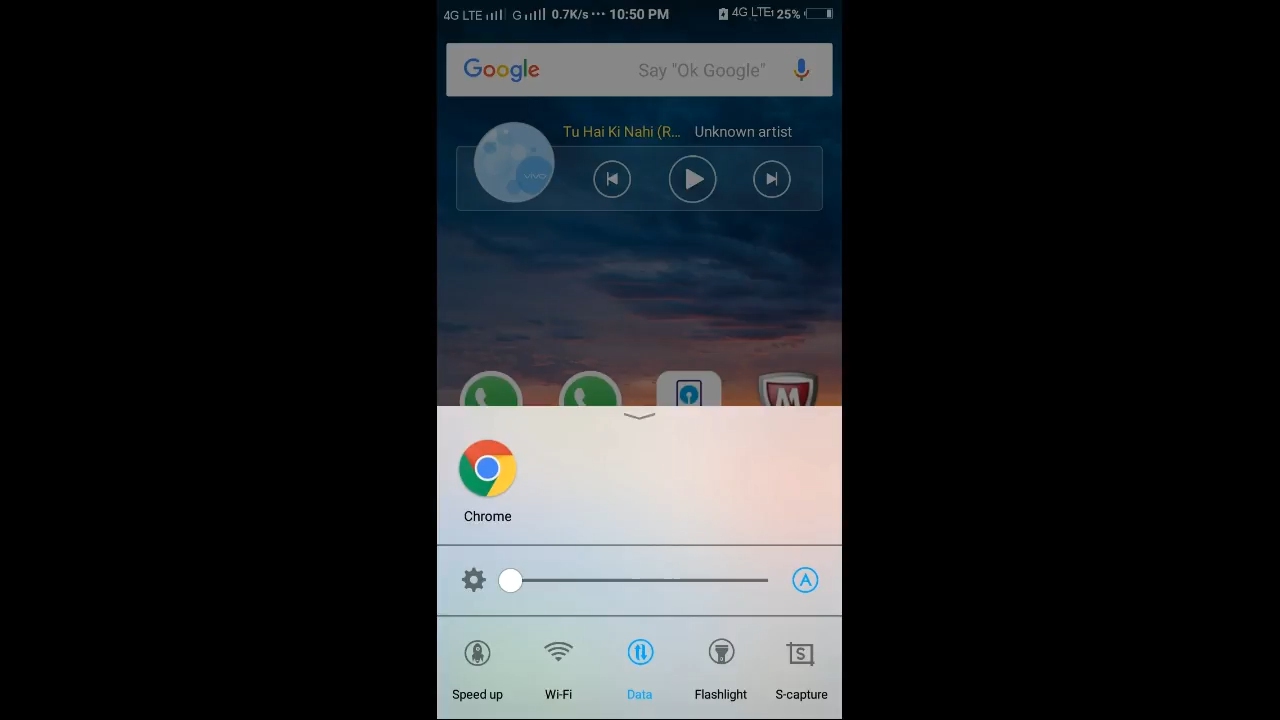 4G LTE G 0.7K/s ··· 10:50 PM 4G LTE 25%
Google Say "Ok Google"
Tu Hai Ki Nahi (R... Unknown artist
vivo
M
Chrome
A
S
Speed up Wi-Fi Data Flashlight S-capture